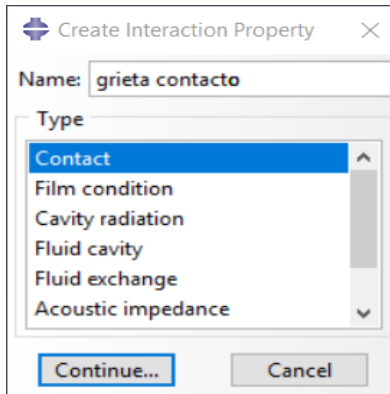 Create Interaction Property
Name: grieta contacto
Type
Contact
Film condition
Cavity radiation
Fluid cavity
Fluid exchange
Acoustic impedance
Continue... Cancel